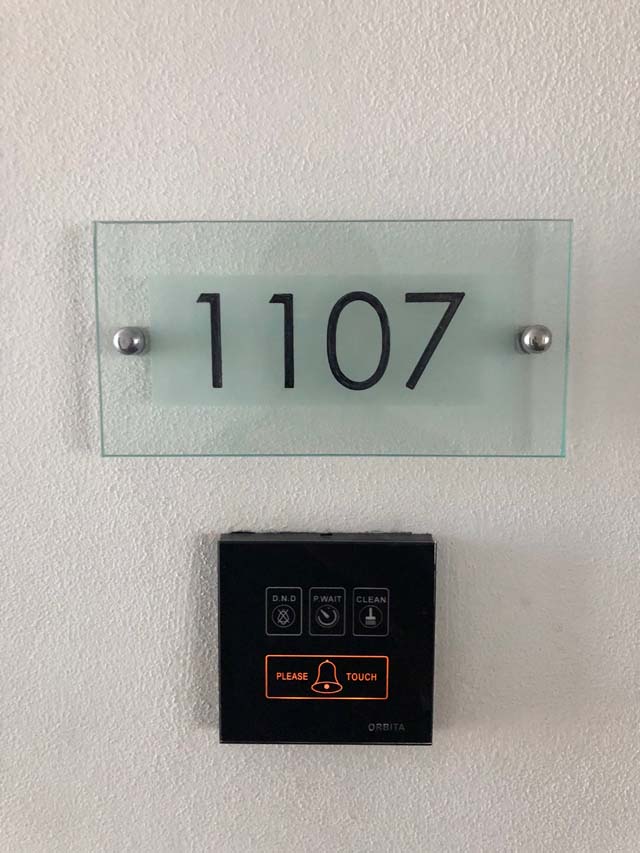 1107
D.N.D P.WAIT CLEAN
PLEASE TOUCH
ORBITA